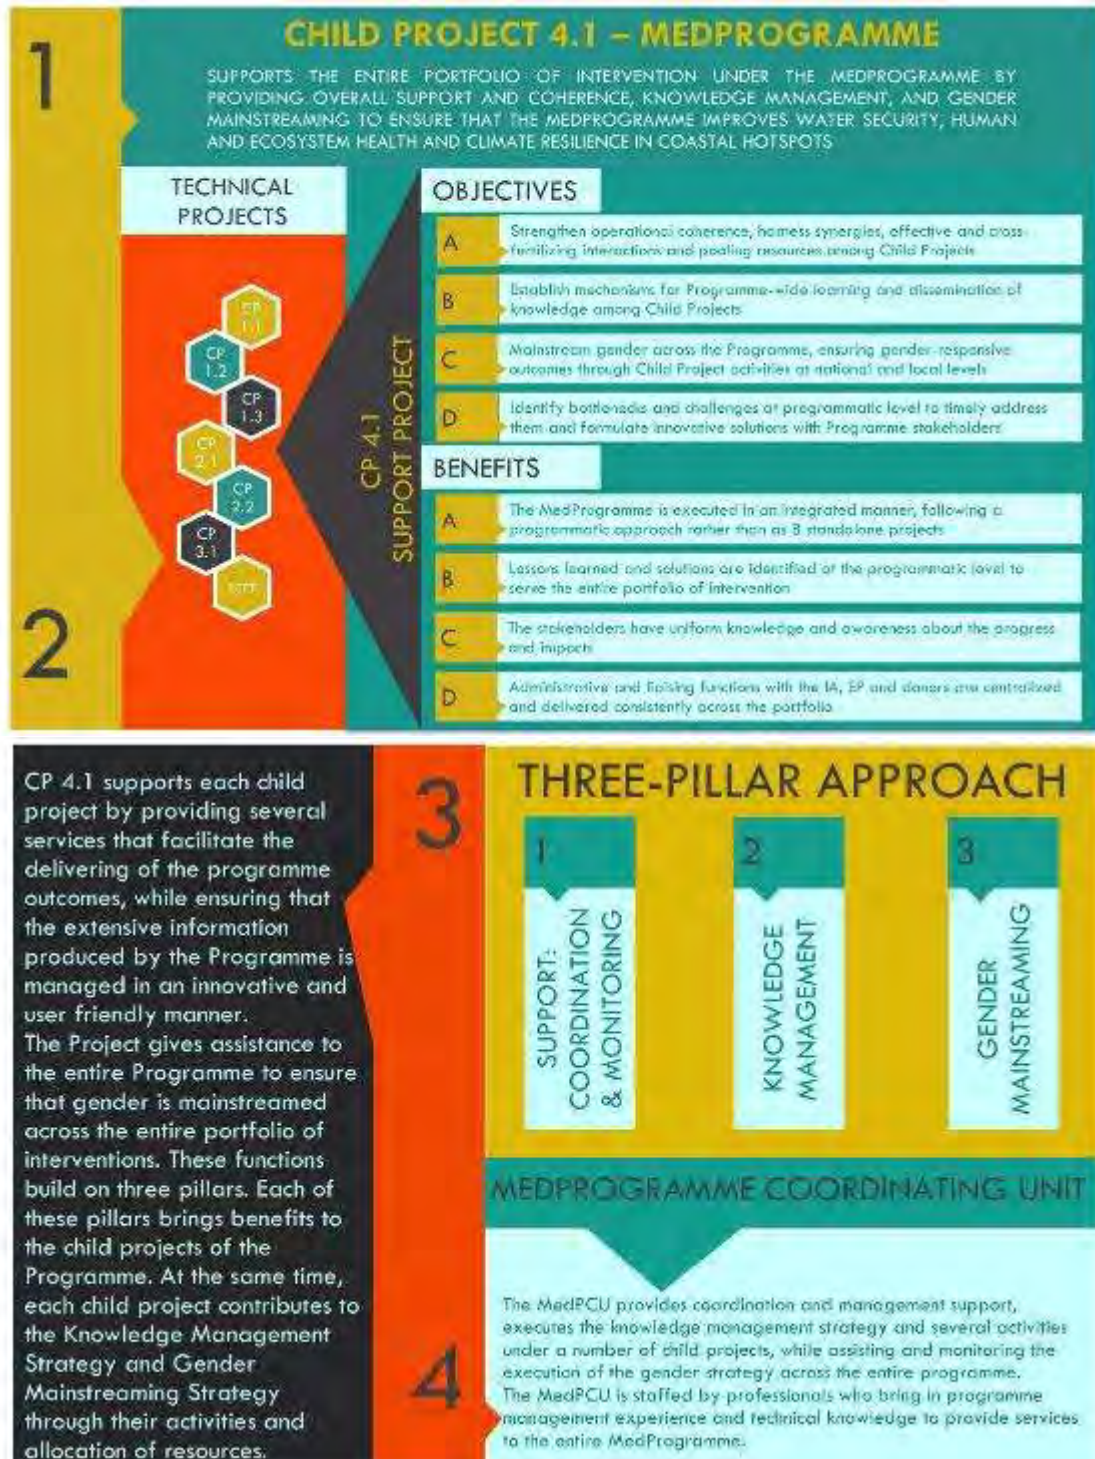 1
CHILD PROJECT 4.1 – MEDPROGRAMME
SUPPORTS THE ENTIRE PORTFOLIO OF INTERVENTION UNDER THE MEDPROGRAMME BY
PROVIDING OVERALL SUPPORT AND COHERENCE, KNOWLEDGE MANAGEMENT, AND GENDER
MAINSTREAMING TO ENSURE THAT THE MEDPROGRAMME IMPROVES WATER SECURITY, HUMAN
AND ECOSYSTEM HEALTH AND CLIMATE RESILIENCE IN COASTAL HOTSPOTS
TECHNICAL
PROJECTS
CP
1.1
CP
1.2
CP
1.3
CP
2.1
CP
2.2
CP
3.1
2
CP 4.1
SUPPORT PROJECT
OBJECTIVES
A
Strengthen operational coherence, harness synergies, effective and cross-
fertilizing interactions and pooling resources among Child Projects
B
Establish mechanisms for Programme-wide learning and dissemination of
knowledge among Child Projects
C
Mainstream gender across the Programme, ensuring gender-responsive
outcomes through Child Project activities at national and local levels
D
Identify bottlenecks and challenges at programmatic level to timely address
them and formulate innovative solutions with Programme stakeholders
BENEFITS
A
The MedProgramme is executed in an integrated manner, following a
programmatic approach rather than as 8 standalone projects
B
Lessons learned and solutions are identified at the programmatic level to
serve the entire portfolio of intervention
C
The stakeholders have uniform knowledge and awareness about the progress
and impacts
D
Administrative and liaising functions with the IA, EP and donors are centralized
and delivered consistently across the portfolio
CP 4.1 supports each child
project by providing several
services that facilitate the
delivering of the programme
outcomes, while ensuring that
the extensive information
produced by the Programme is
managed in an innovative and
user friendly manner.
The Project gives assistance to
the entire Programme to ensure
that gender is mainstreamed
across the entire portfolio of
interventions. These functions
build on three pillars. Each of
these pillars brings benefits to
the child projects of the
Programme. At the same time,
each child project contributes to
the Knowledge Management
Strategy and Gender
Mainstreaming Strategy
through their activities and
allocation of resources.
3
THREE-PILLAR APPROACH
1
SUPPORT:
COORDINATION
& MONITORING
2
KNOWLEDGE
MANAGEMENT
3
GENDER
MAINSTREAMING
4
MEDPROGRAMME COORDINATING UNIT
The MedPCU provides coordination and management support,
executes the knowledge management strategy and several activities
under a number of child projects, while assisting and monitoring the
execution of the gender strategy across the entire programme.
The MedPCU is staffed by professionals who bring in programme
management experience and technical knowledge to provide services
to the entire MedProgramme.